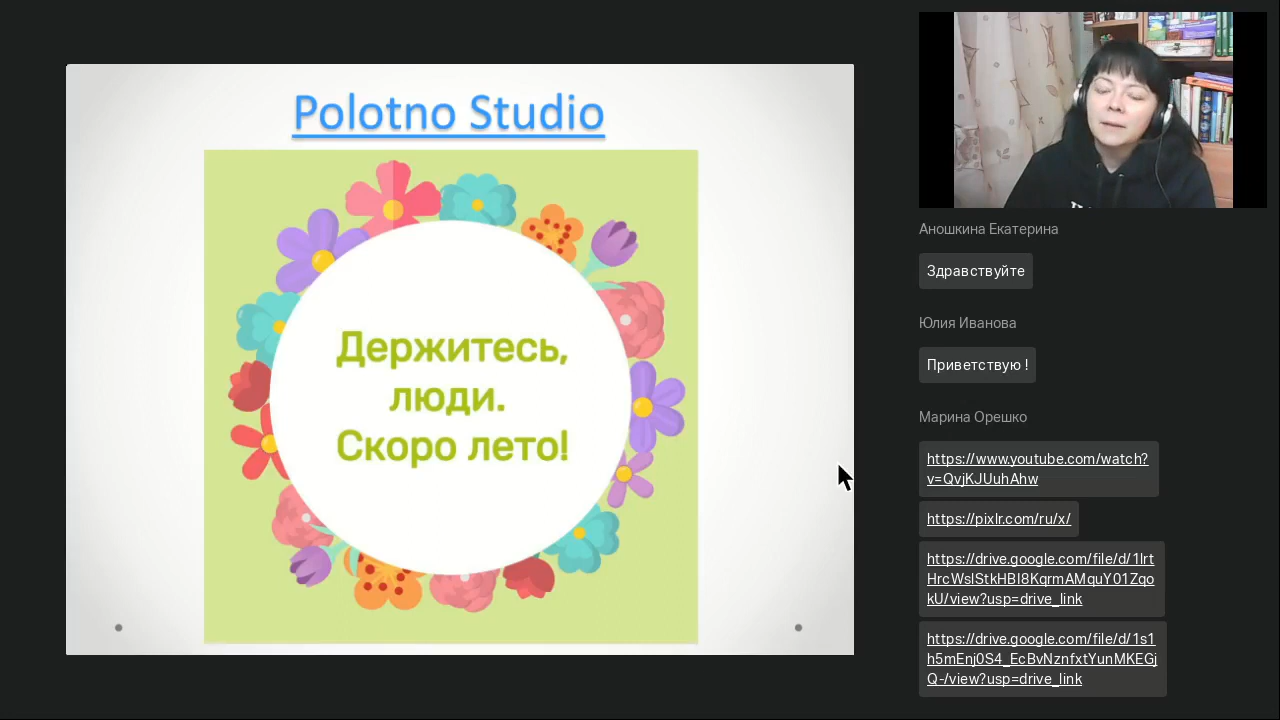 Polotno Studio
Держитесь,
люди.
Скоро лето!
Аношкина Екатерина
Здравствуйте
Юлия Иванова
Приветствую !
Марина Орешко
https://www.youtube.com/watch?
v=QvjKJUuhAhw
https://pixlr.com/ru/x/
https://drive.google.com/file/d/1lrt
HrcWslStkHBI8KqrmAMquY01Zqo
kU/view?usp=drive_link
https://drive.google.com/file/d/1s1
h5mEnj0S4_EcBvNznfxtYunMKEGj
Q-/view?usp=drive_link